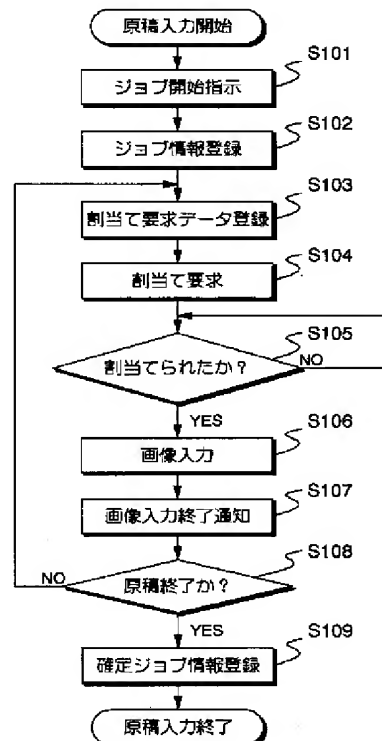 原稿入力開始
S101
ジョブ開始指示
S102
ジョブ情報登録
S103
割当て要求データ登録
S104
割当て要求
S105
割当てられたか？
NO
YES
S106
画像入力
S107
画像入力終了通知
S108
原稿終了か？
NO
YES
S109
確定ジョブ情報登録
原稿入力終了